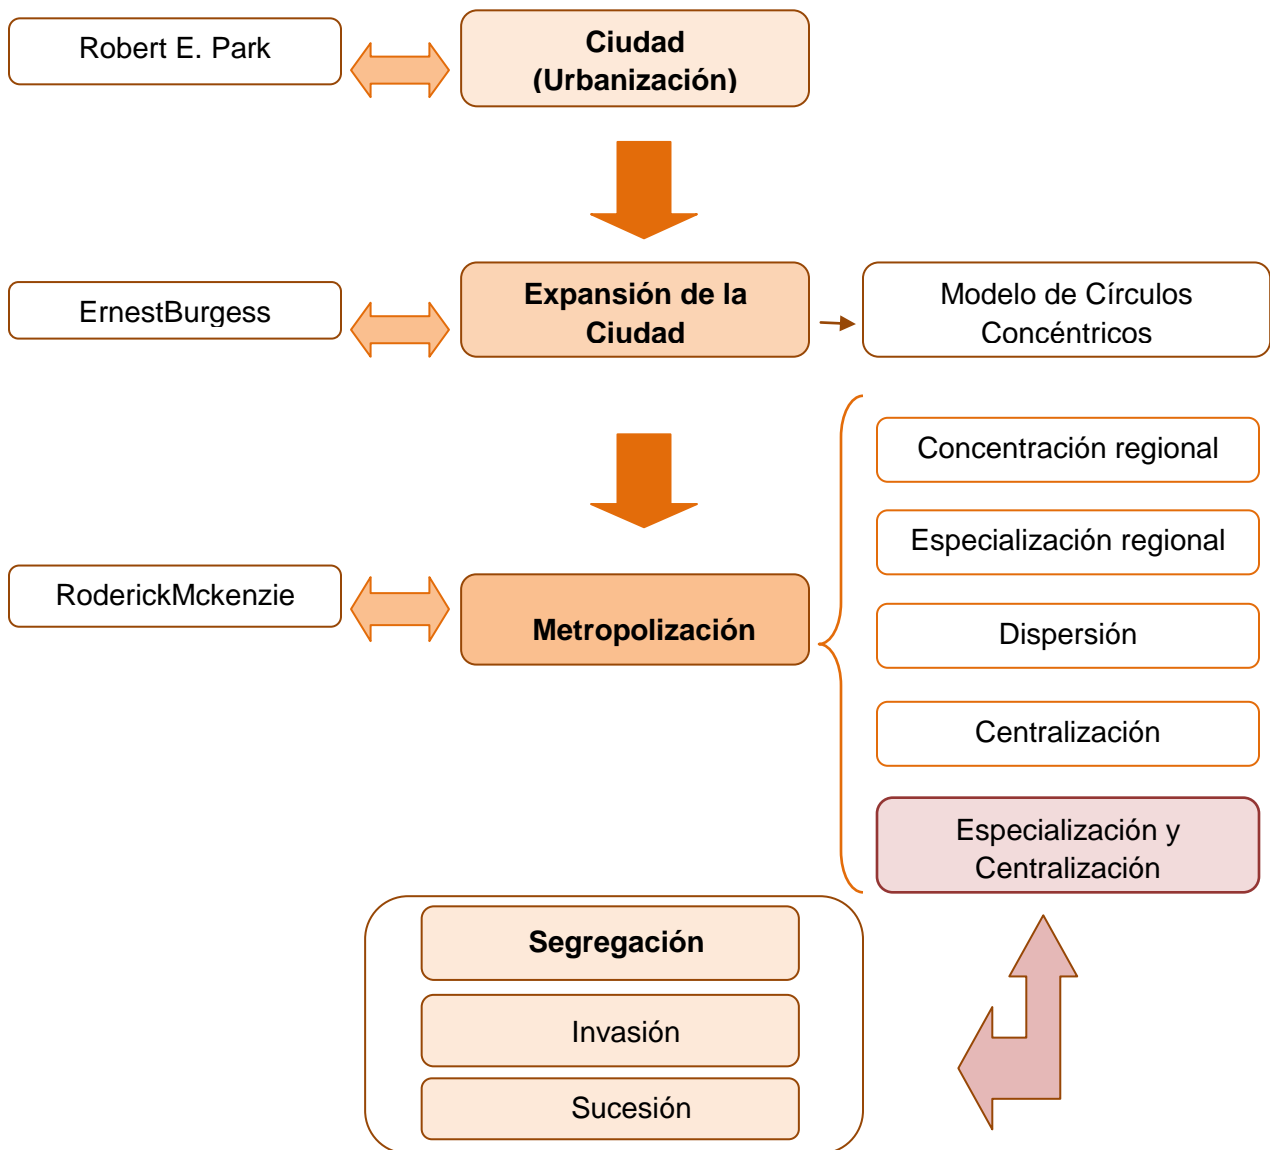 Robert E. Park
Ciudad
(Urbanización)
ErnestBurgess
Expansión de la
Ciudad
Modelo de Círculos
Concéntricos
RoderickMckenzie
Metropolización
Concentración regional
Especialización regional
Dispersión
Centralización
Especialización y
Centralización
Segregación
Invasión
Sucesión